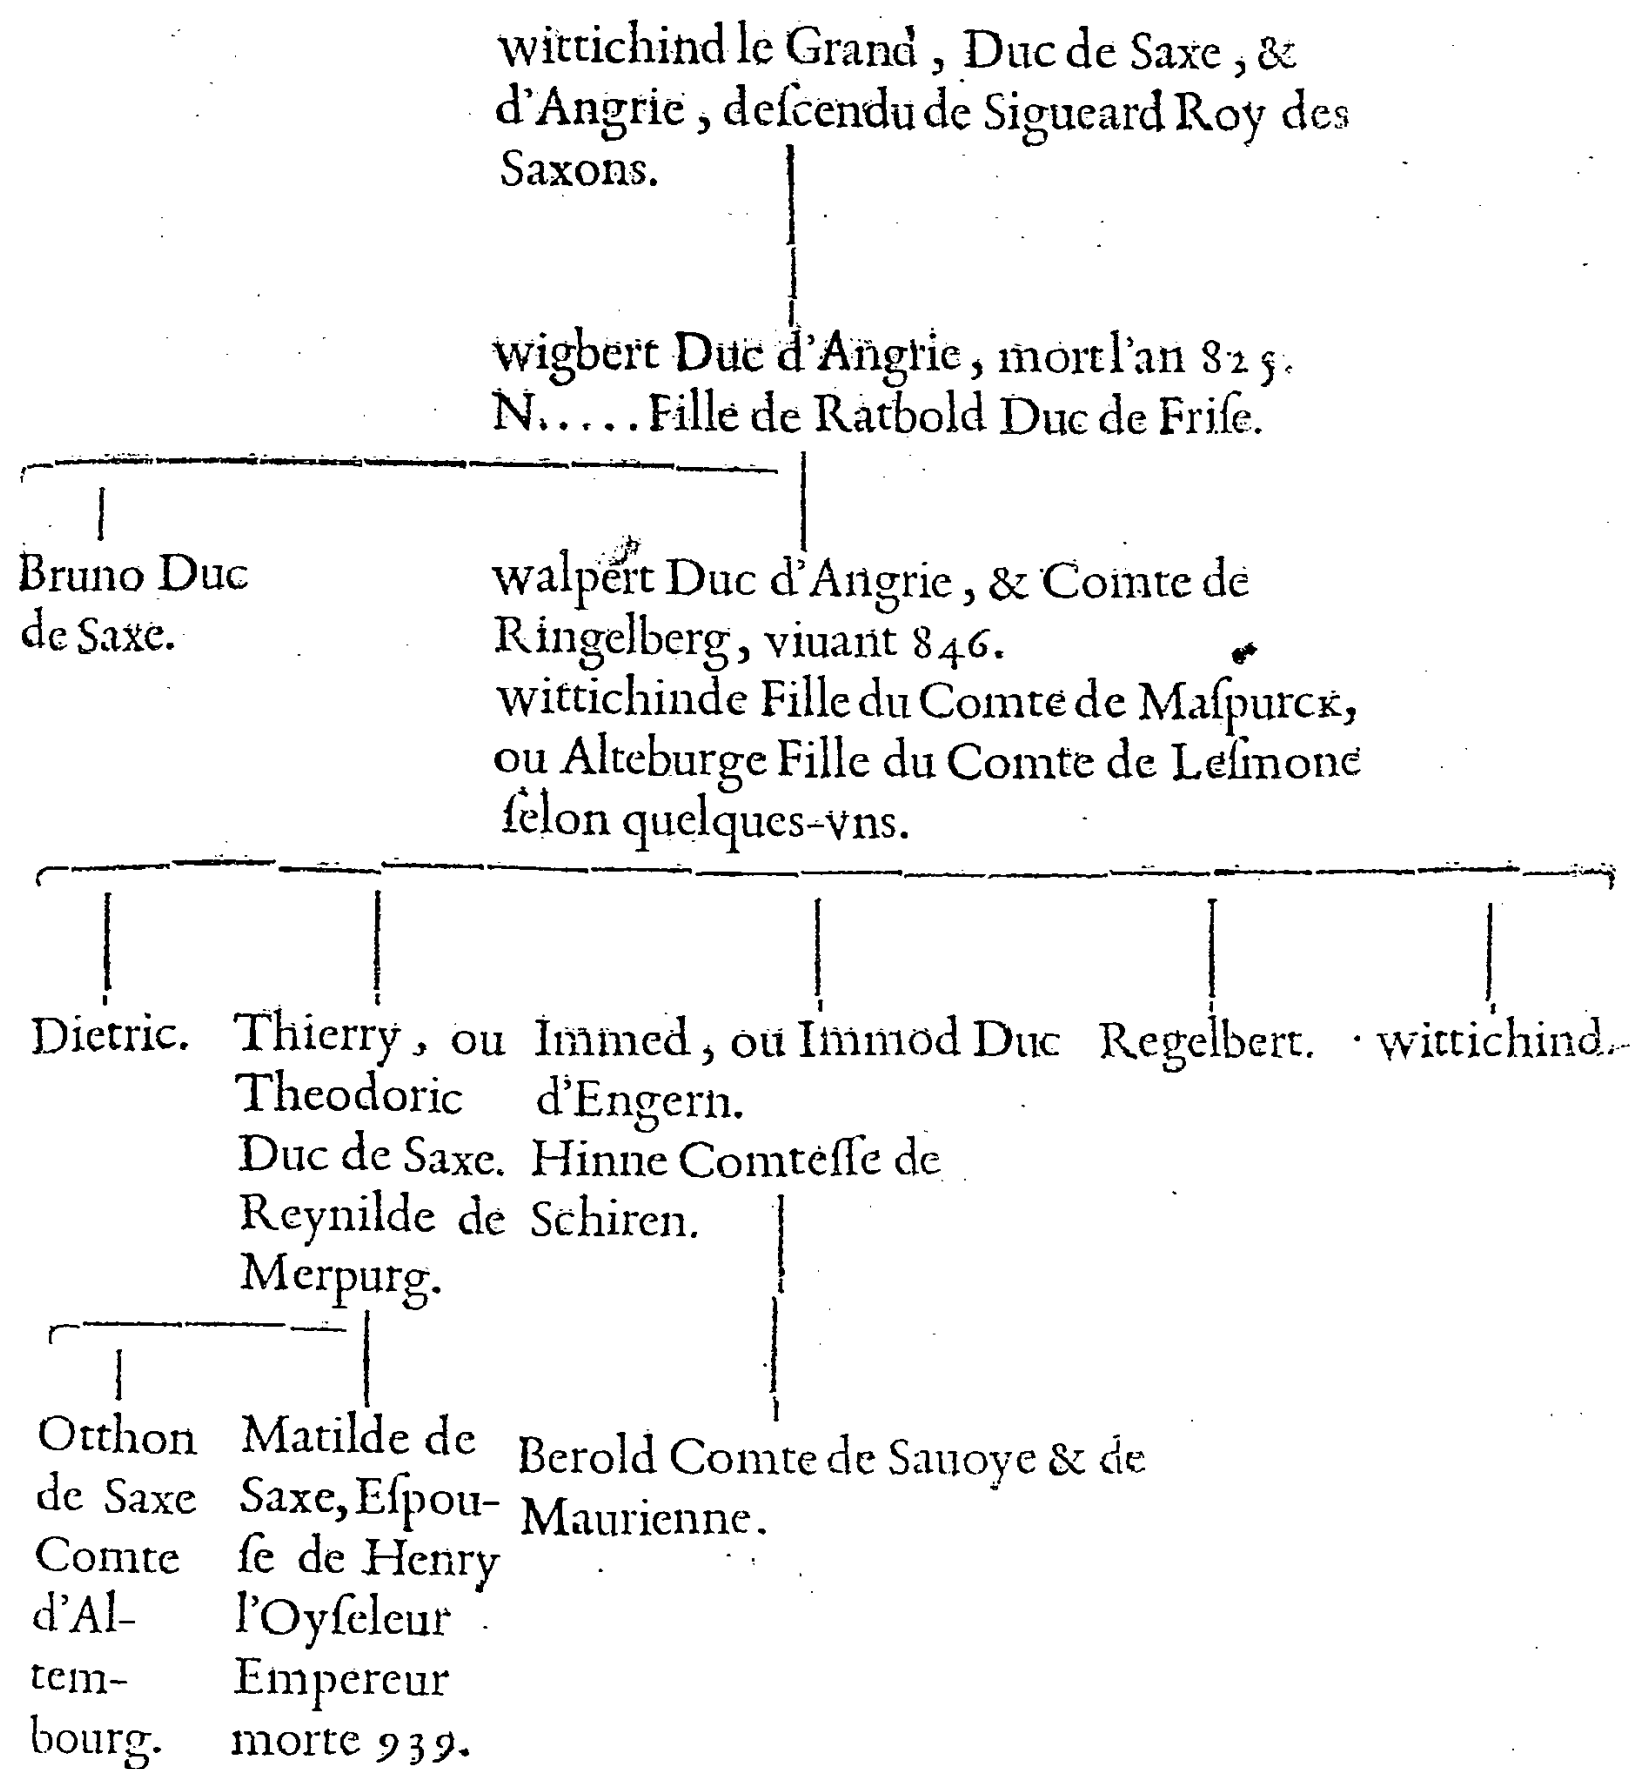 wittichind le Grand, Duc de Saxe, &
d'Angrie, deſcendu de Sigueard Roy des
Saxons.
wigbert Duc d'Angrie, mort l'an 825.
N..... Fille de Ratbold Duc de Friſe.
Bruno Duc
de Saxe.
walpert Duc d'Angrie, & Comte de
Ringelberg, viuant 846.
wittichinde Fille du Comte de Maſpurck,
ou Alteburge Fille du Comte de Leſmone
ſelon quelques-vns.
Dietric.
Thierry, ou
Theodoric
Duc de Saxe.
Reynilde de
Merpurg.
Immed, ou Immod Duc
d'Engern.
Hinne Comteſſe de
Schiren.
Regelbert.
wittichind.
Otthon
de Saxe
Comte
d'Al-
tem-
bourg.
Matilde de
Saxe, Eſpou-
ſe de Henry
l'Oyſeleur
Empereur
morte 939.
Berold Comte de Sauoye & de
Maurienne.